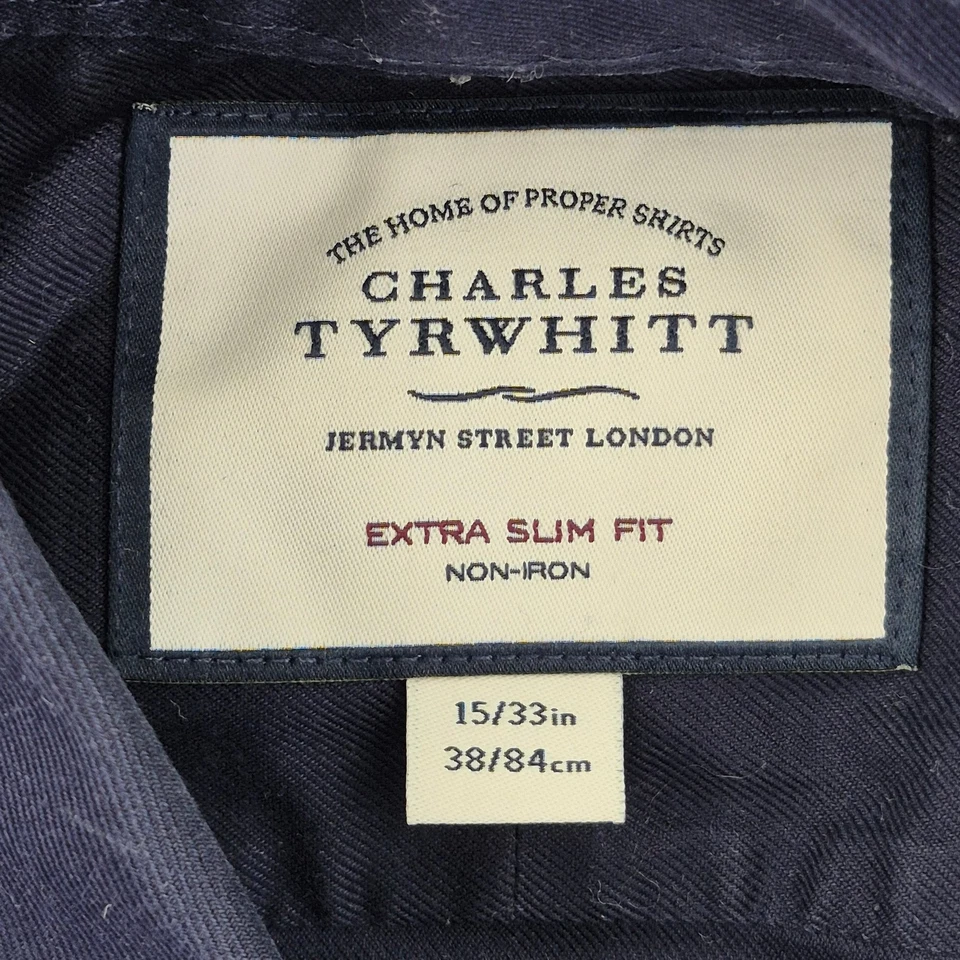 THE HOME OF PROPER SHIRTS
CHARLES
TYRWHITT
JERMYN STREET LONDON
EXTRA SLIM FIT
NON-IRON
15/33in
38/84cm